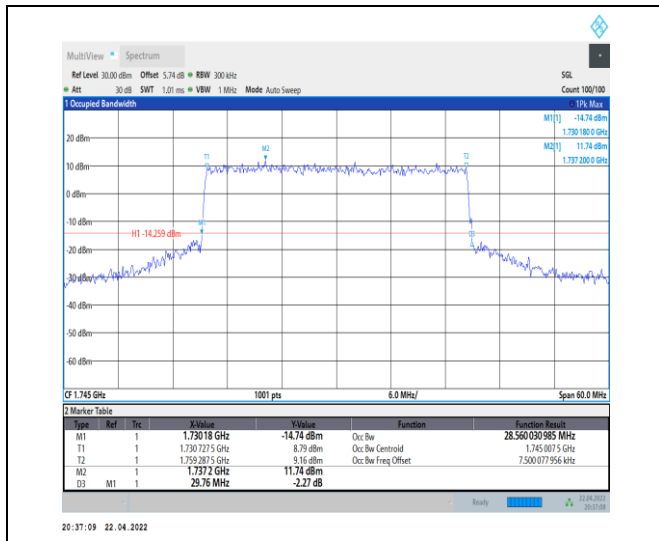 MultiView Spectrum
Ref Level 30.00 dBm Offset 5.74 dB RBW 300 kHz SGL
Att 30 dB SWT 1.01 ms VBW 1 MHz Mode Auto Sweep Count 100/100
1 Occupied Bandwidth 1Pk Max
M1[1] -14.74 dBm
1.730 180 0 GHz
M2[1] 11.74 dBm
1.737 200 0 GHz
20 dBm
M2
T1 T2
10 dBm
0 dBm
-10 dBm
M1
H1 -14.259 dBm
D3
-20 dBm
-30 dBm
-40 dBm
-50 dBm
-60 dBm
CF 1.745 GHz 1001 pts 6.0 MHz/ Span 60.0 MHz
2 Marker Table
Type Ref Trc X-Value Y-Value Function Function Result
M1 1 1.73018 GHz -14.74 dBm Occ Bw 28.560 030 985 MHz
T1 1 1.730 727 5 GHz 8.79 dBm Occ Bw Centroid 1.745 007 5 GHz
T2 1 1.759 287 5 GHz 9.16 dBm Occ Bw Freq Offset 7.500 077 956 kHz
M2 1 1.737 2 GHz 11.74 dBm
D3 M1 1 29.76 MHz -2.27 dB
Ready 22.04.2022
20:37:08
20:37:09 22.04.2022